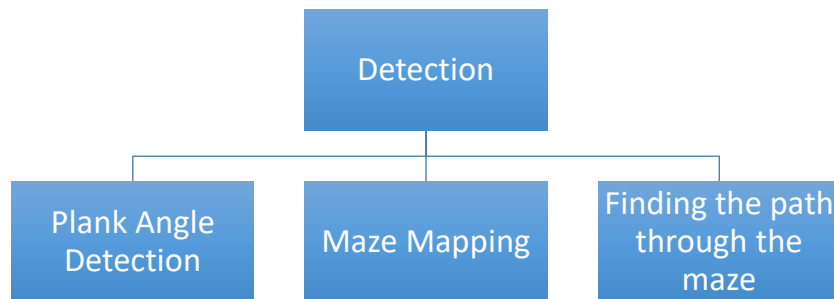 Detection
Plank Angle
Detection
Maze Mapping
Finding the path
through the
maze